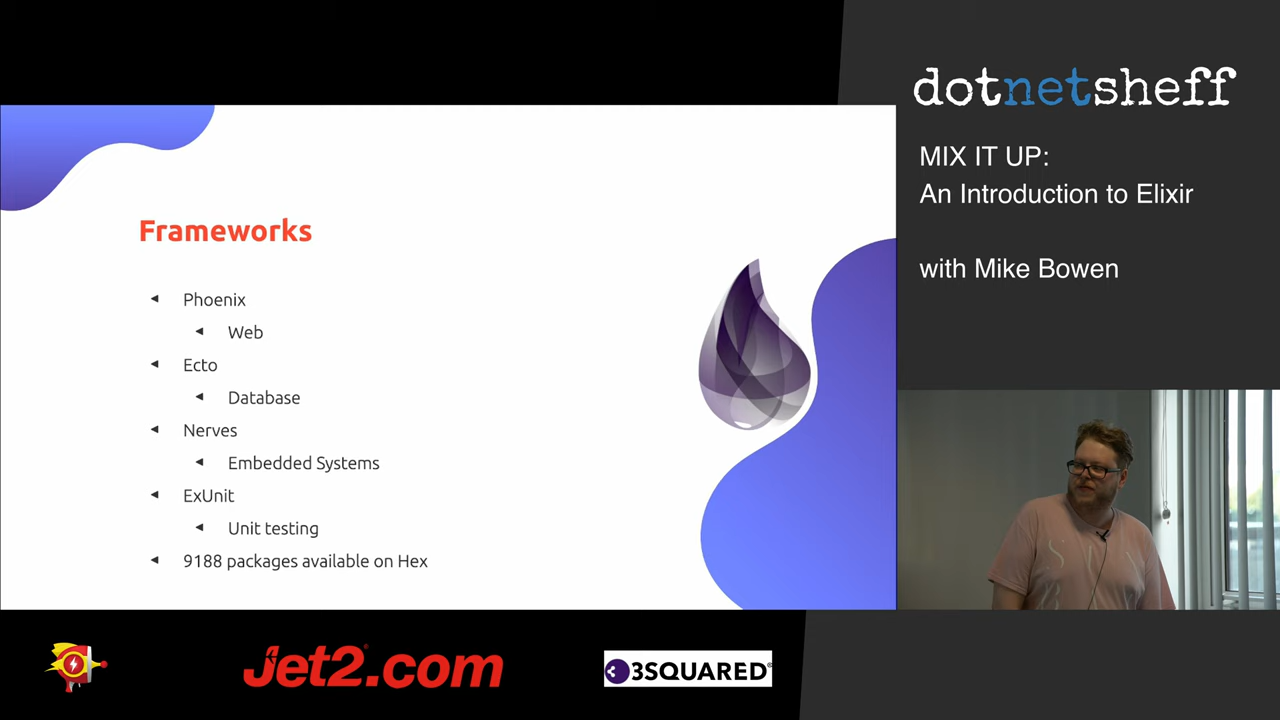 dotnetsheff
MIX IT UP:
An Introduction to Elixir
with Mike Bowen
Frameworks
Phoenix
Web
Ecto
Database
Nerves
Embedded Systems
ExUnit
Unit testing
9188 packages available on Hex
Jet2.com
3SQUARED